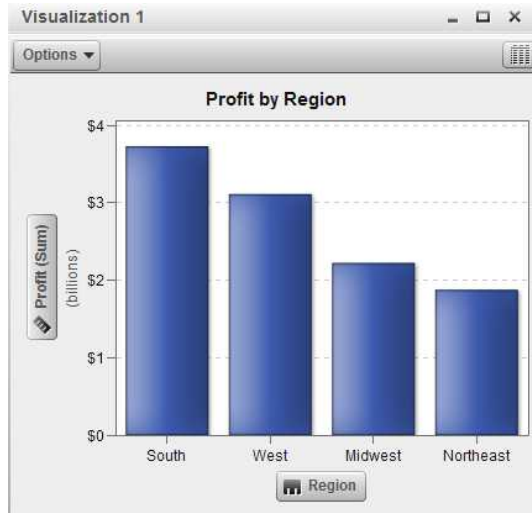 Visualization 1
Options
Profit by Region
$4
$3
$2
$1
$0
Profit (Sum)
(billions)
South West Midwest Northeast
Region